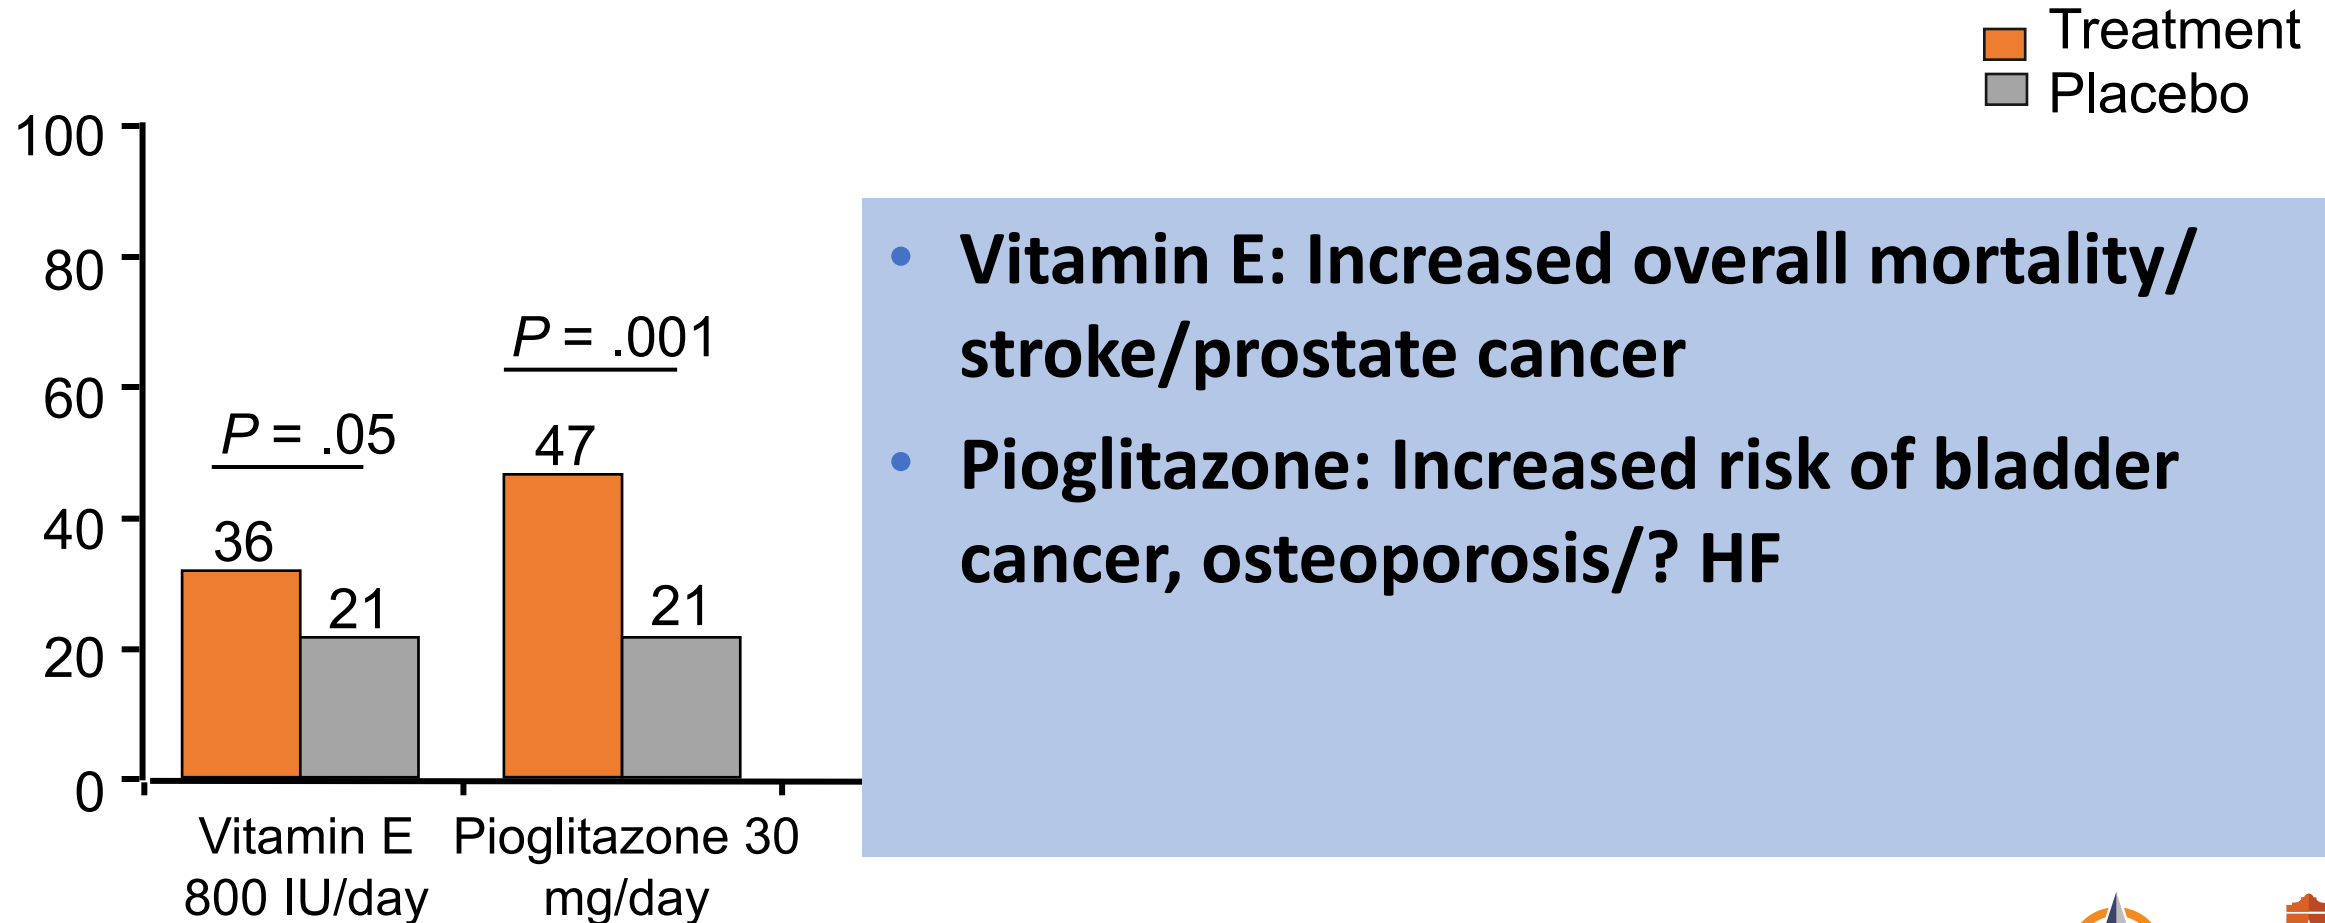 Treatment
Placebo
100
80
60
40
20
0
P = .05
36
21
P = .001
47
21
Vitamin E
800 IU/day
Pioglitazone 30
mg/day
• Vitamin E: Increased overall mortality/
stroke/prostate cancer
• Pioglitazone: Increased risk of bladder
cancer, osteoporosis/? HF